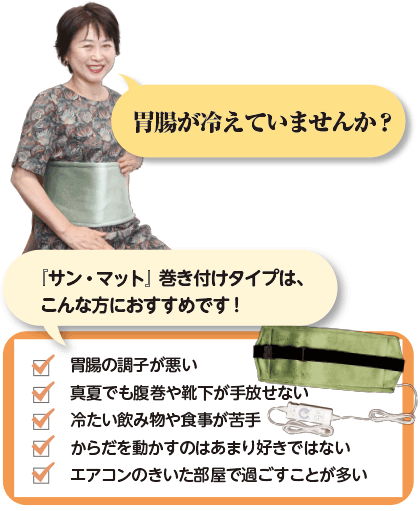 胃腸が冷えていませんか？
『サン・マット』巻き付けタイプは、
こんな方におすすめです！
胃腸の調子が悪い
真夏でも腹巻や靴下が手放せない
冷たい飲み物や食事が苦手
からだを動かすのはあまり好きではない
エアコンのきいた部屋で過ごすことが多い